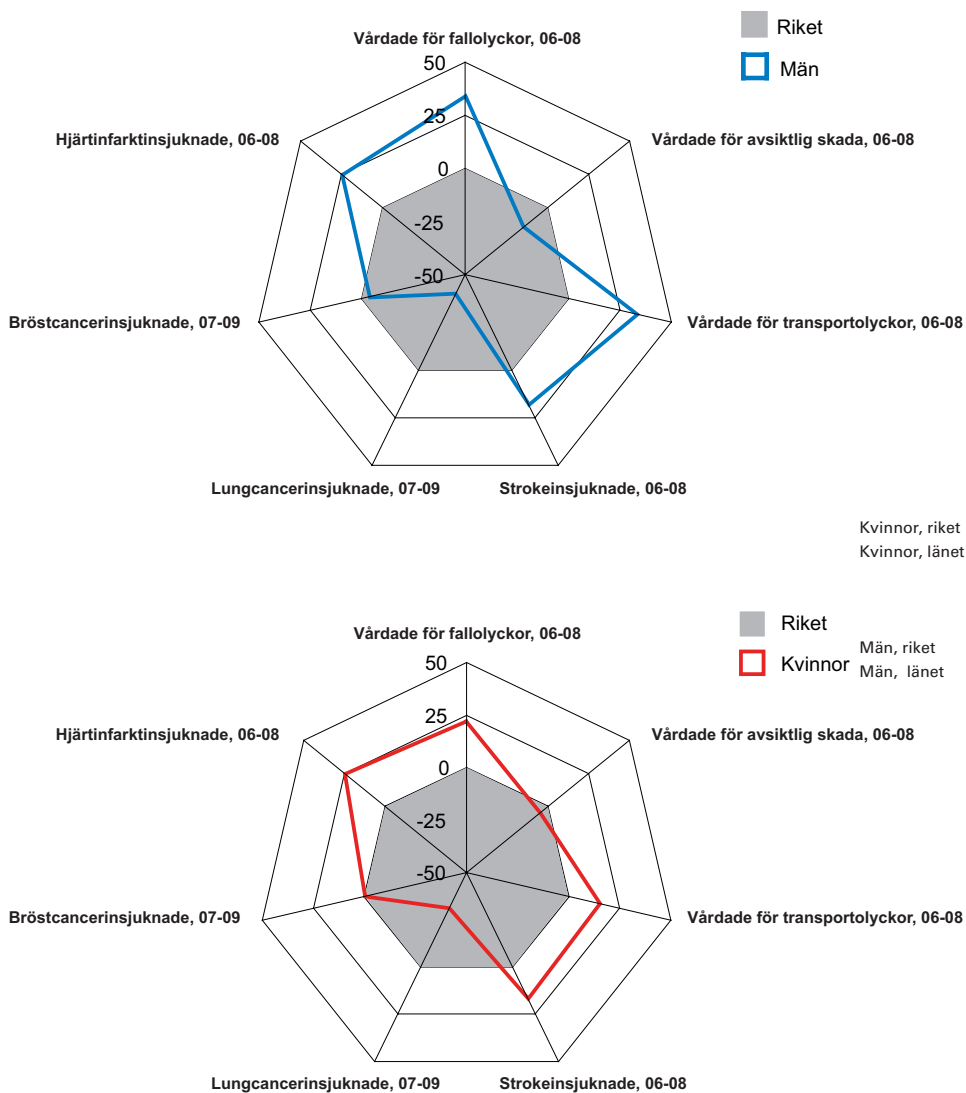 Riket
Män
Vårdade för fallolyckor, 06-08
50
25
0
-25
-50
Hjärtinfarktinsjuknade, 06-08
Vårdade för avsiktlig skada, 06-08
Bröstcancerinsjuknade, 07-09
Vårdade för transportolyckor, 06-08
Lungcancerinsjuknade, 07-09
Strokeinsjuknade, 06-08
Kvinnor, riket
Kvinnor, länet
Riket
Kvinnor
Män, riket
Män, länet
Vårdade för fallolyckor, 06-08
50
25
0
-25
-50
Hjärtinfarktinsjuknade, 06-08
Vårdade för avsiktlig skada, 06-08
Bröstcancerinsjuknade, 07-09
Vårdade för transportolyckor, 06-08
Lungcancerinsjuknade, 07-09
Strokeinsjuknade, 06-08